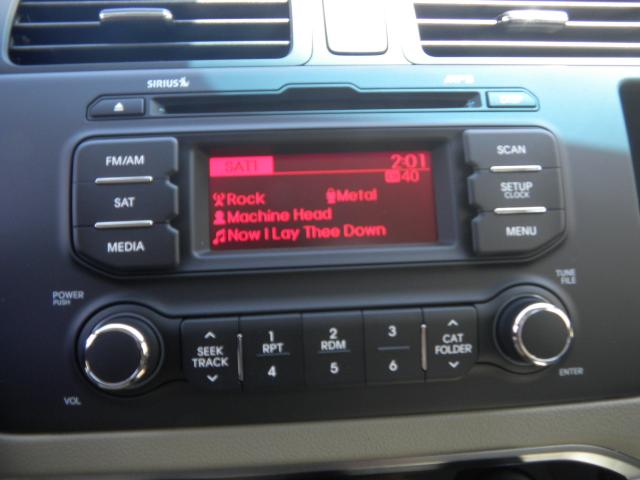 SIRIUS
MP3
FM/AM
SAT
MEDIA
SAT1
2:01
40
Rock
Metal
Machine Head
Now I Lay Thee Down
SCAN
SETUP
CLOCK
MENU
POWER
PUSH
VOL
SEEK
TRACK
1
RPT
4
2
RDM
5
3
6
CAT
FOLDER
TUNE
FILE
ENTER